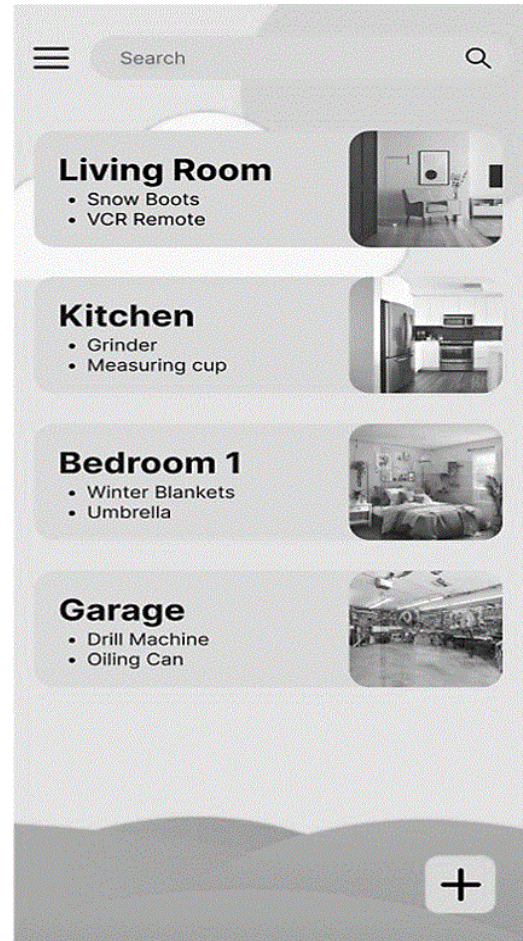 Search
Living Room
• Snow Boots
• VCR Remote
Kitchen
• Grinder
• Measuring cup
Bedroom 1
• Winter Blankets
• Umbrella
Garage
• Drill Machine
• Oiling Can